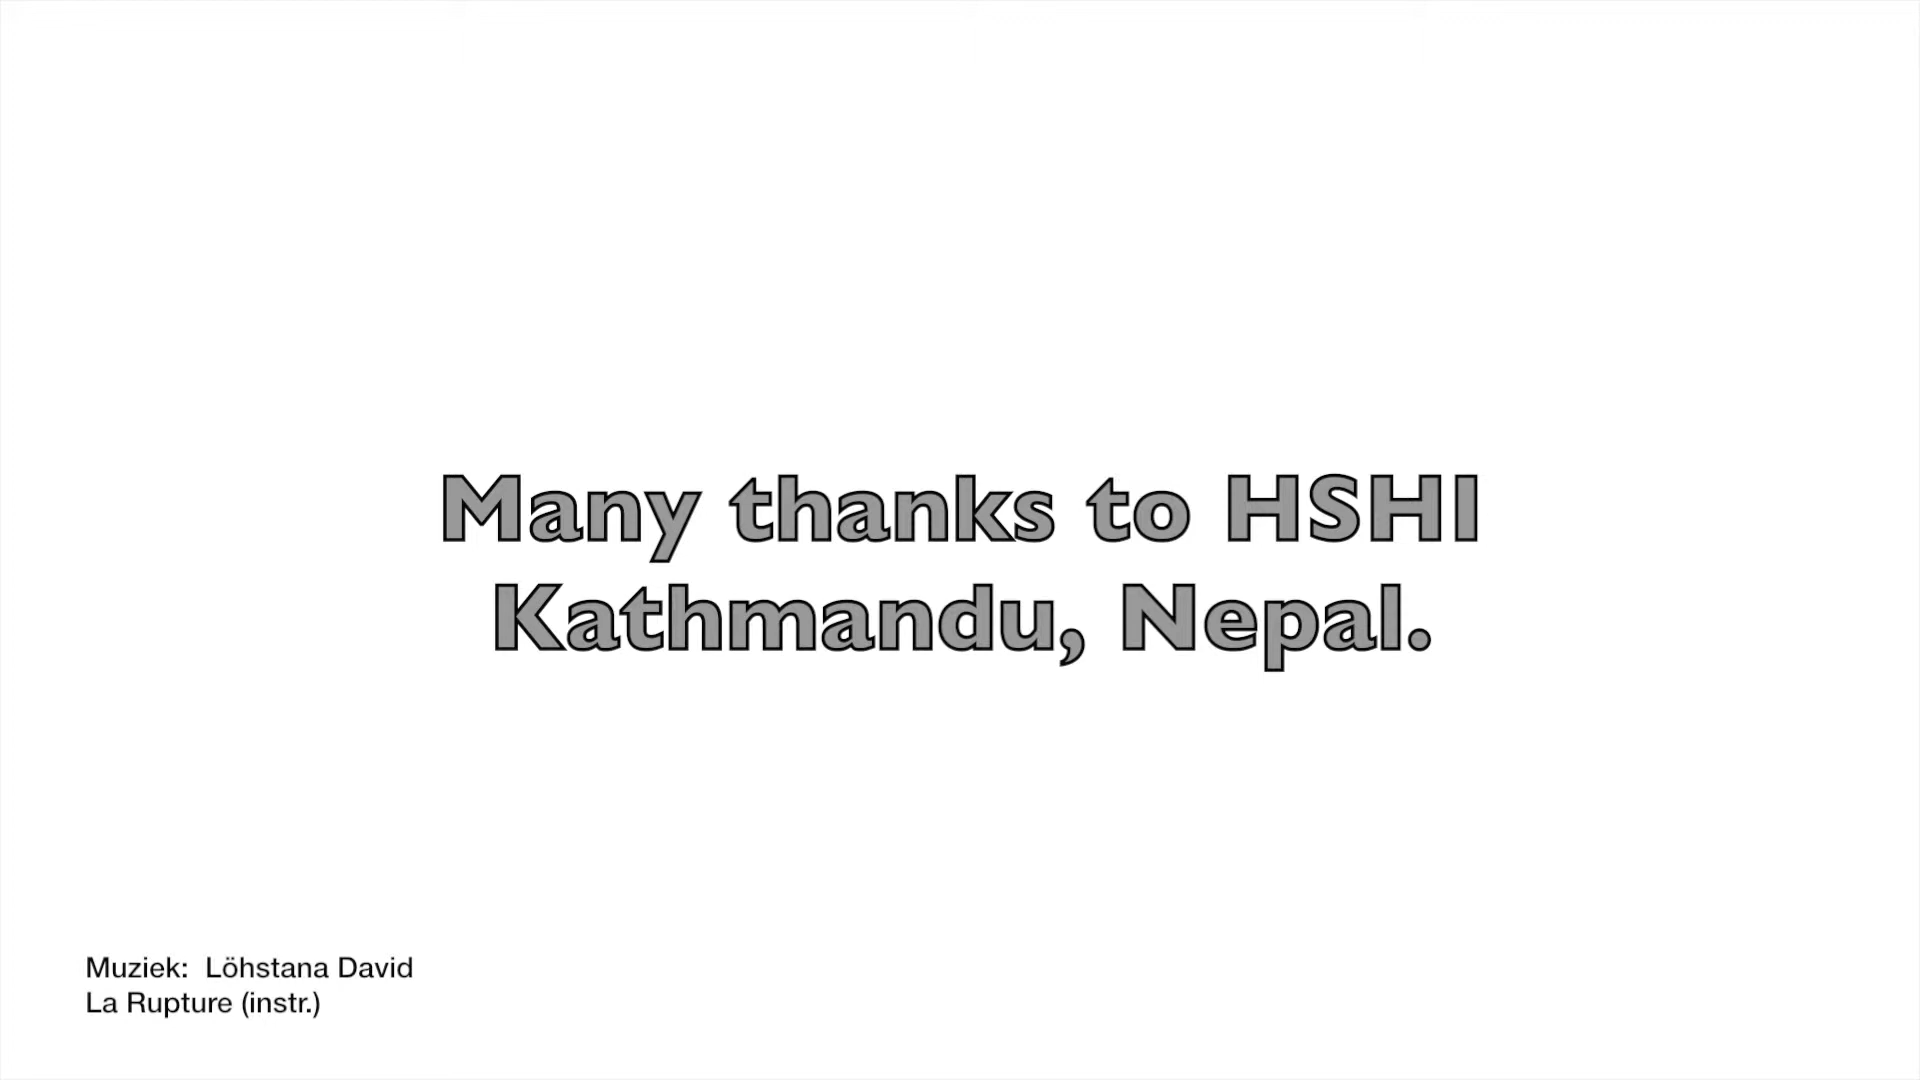 Many thanks to HSHI
Kathmandu, Nepal.
Muziek:  Löhstana David
La Rupture (instr.)